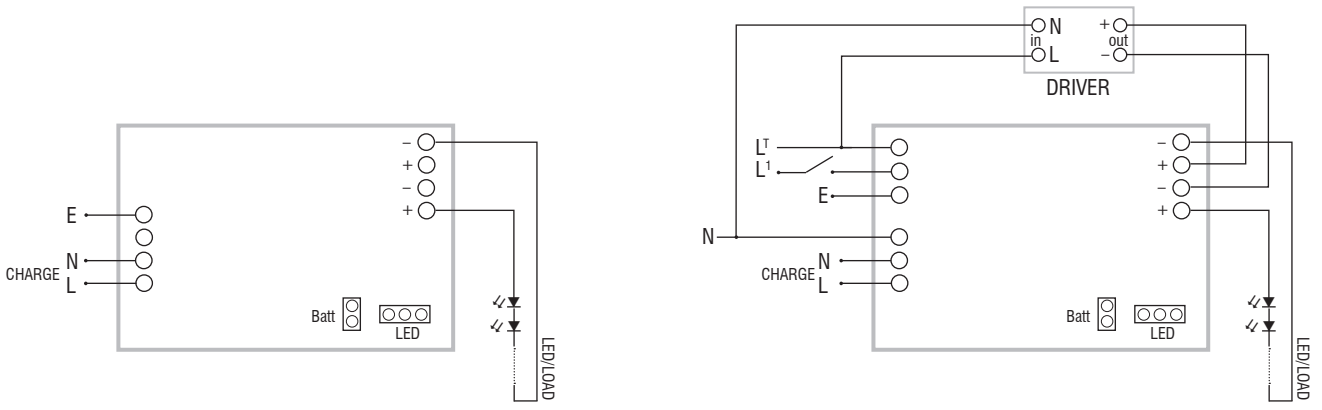 E
CHARGE N
L
−
+
−
+
Batt
LED
LED/LOAD
N + 
in out
L −
DRIVER
Lᵀ
L¹
E
N
CHARGE N
L
−
+
−
+
Batt
LED
LED/LOAD